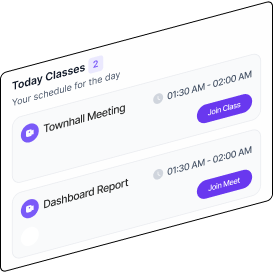 Today Classes 2
Your schedule for the day
Townhall Meeting
01:30 AM - 02:00 AM
Join Class
Dashboard Report
01:30 AM - 02:00 AM
Join Meet